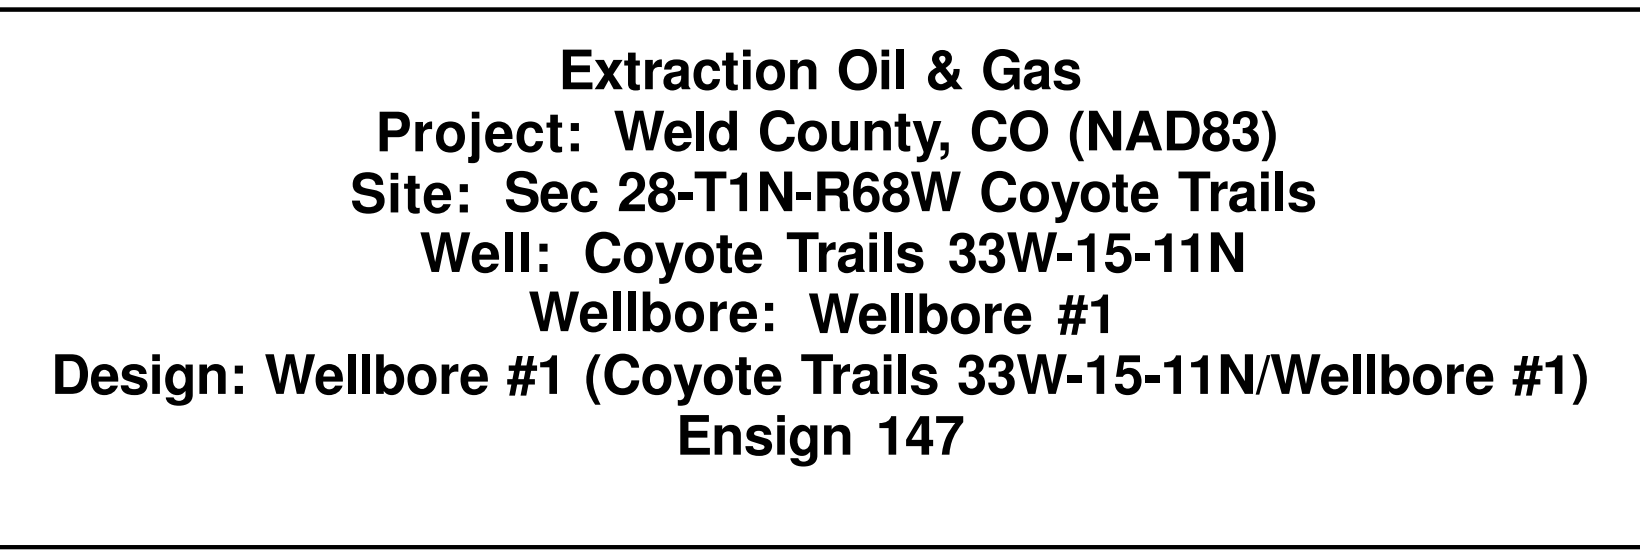 Extraction Oil & Gas
Project: Weld County, CO (NAD83)
Site: Sec 28-T1N-R68W Coyote Trails
Well: Coyote Trails 33W-15-11N
Wellbore: Wellbore #1
Design: Wellbore #1 (Coyote Trails 33W-15-11N/Wellbore #1)
Ensign 147